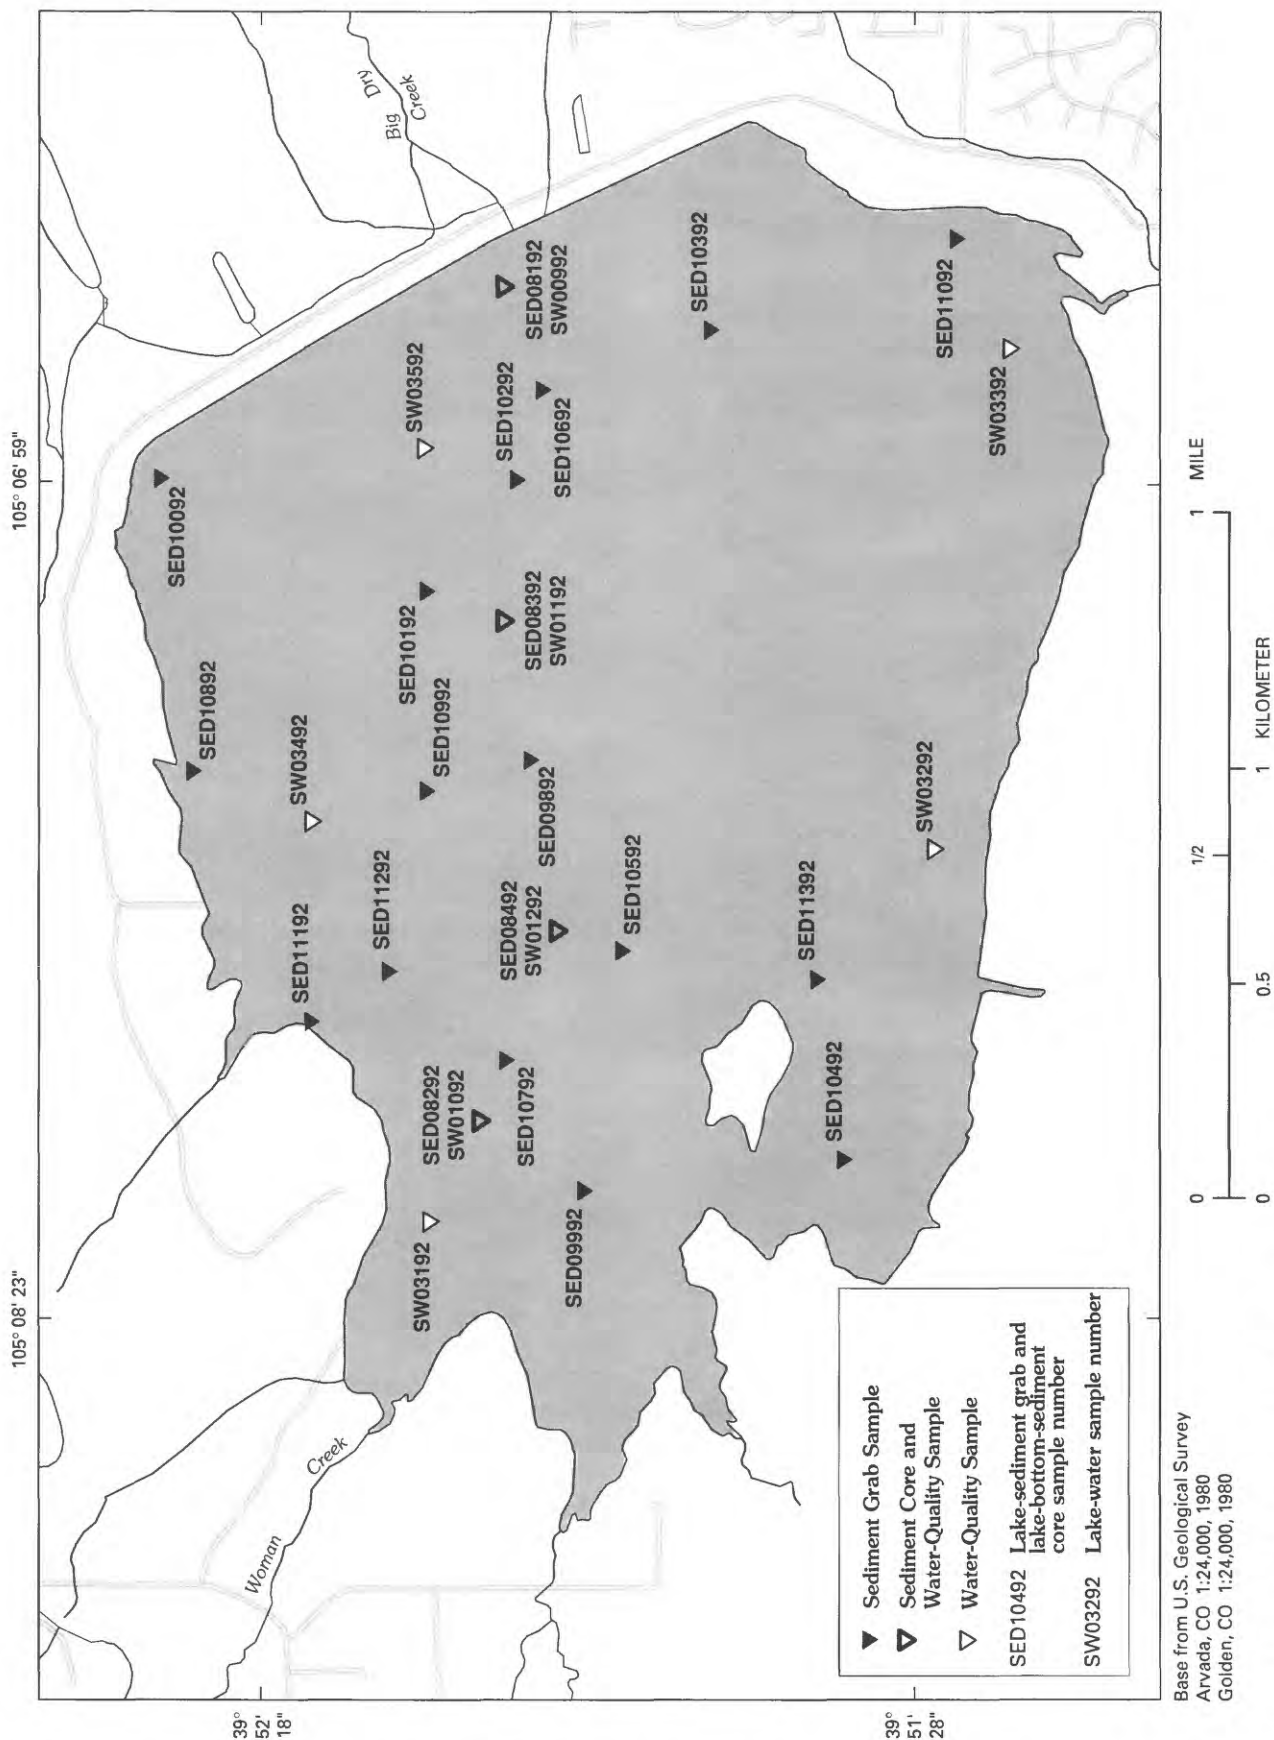 105° 08' 23"
105° 06' 59"
39°
52'
18"
39°
51'
28"
Woman
Creek
Big
Dry
Creek
SED10092
SED10892
SW03492
SED11192
SED11292
SED10992
SED10192
SW03592
SED10292
SED10692
SED08192
SW00992
SED10392
SED11092
SW03392
SED08392
SW01192
SED09892
SED08492
SW01292
SED10592
SED08292
SW01092
SED10792
SW03192
SED09992
SED11392
SED10492
SW03292
Sediment Grab Sample
Sediment Core and
Water-Quality Sample
Water-Quality Sample
SED10492 Lake-sediment grab and
lake-bottom-sediment
core sample number
SW03292 Lake-water sample number
Base from U.S. Geological Survey
Arvada, CO 1:24,000, 1980
Golden, CO 1:24,000, 1980
0 1/2 1 MILE
0 0.5 1 KILOMETER